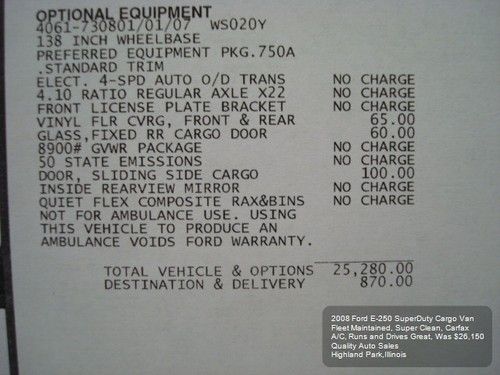 OPTIONAL EQUIPMENT
4061-730801/01/07 WS020Y
138 INCH WHEELBASE
PREFERRED EQUIPMENT PKG.750A
.STANDARD TRIM
ELECT. 4-SPD AUTO O/D TRANS NO CHARGE
4.10 RATIO REGULAR AXLE X22 NO CHARGE
FRONT LICENSE PLATE BRACKET NO CHARGE
VINYL FLR CVRG, FRONT & REAR 65.00
GLASS,FIXED RR CARGO DOOR 60.00
8900# GVWR PACKAGE NO CHARGE
50 STATE EMISSIONS NO CHARGE
DOOR, SLIDING SIDE CARGO 100.00
INSIDE REARVIEW MIRROR NO CHARGE
QUIET FLEX COMPOSITE RAX&BINS NO CHARGE
NOT FOR AMBULANCE USE. USING
THIS VEHICLE TO PRODUCE AN
AMBULANCE VOIDS FORD WARRANTY.
TOTAL VEHICLE & OPTIONS 25,280.00
DESTINATION & DELIVERY 870.00
2008 Ford E-250 SuperDuty Cargo Van
Fleet Maintained, Super Clean, Carfax
A/C, Runs and Drives Great, Was $26,150
Quality Auto Sales
Highland Park,Illinois